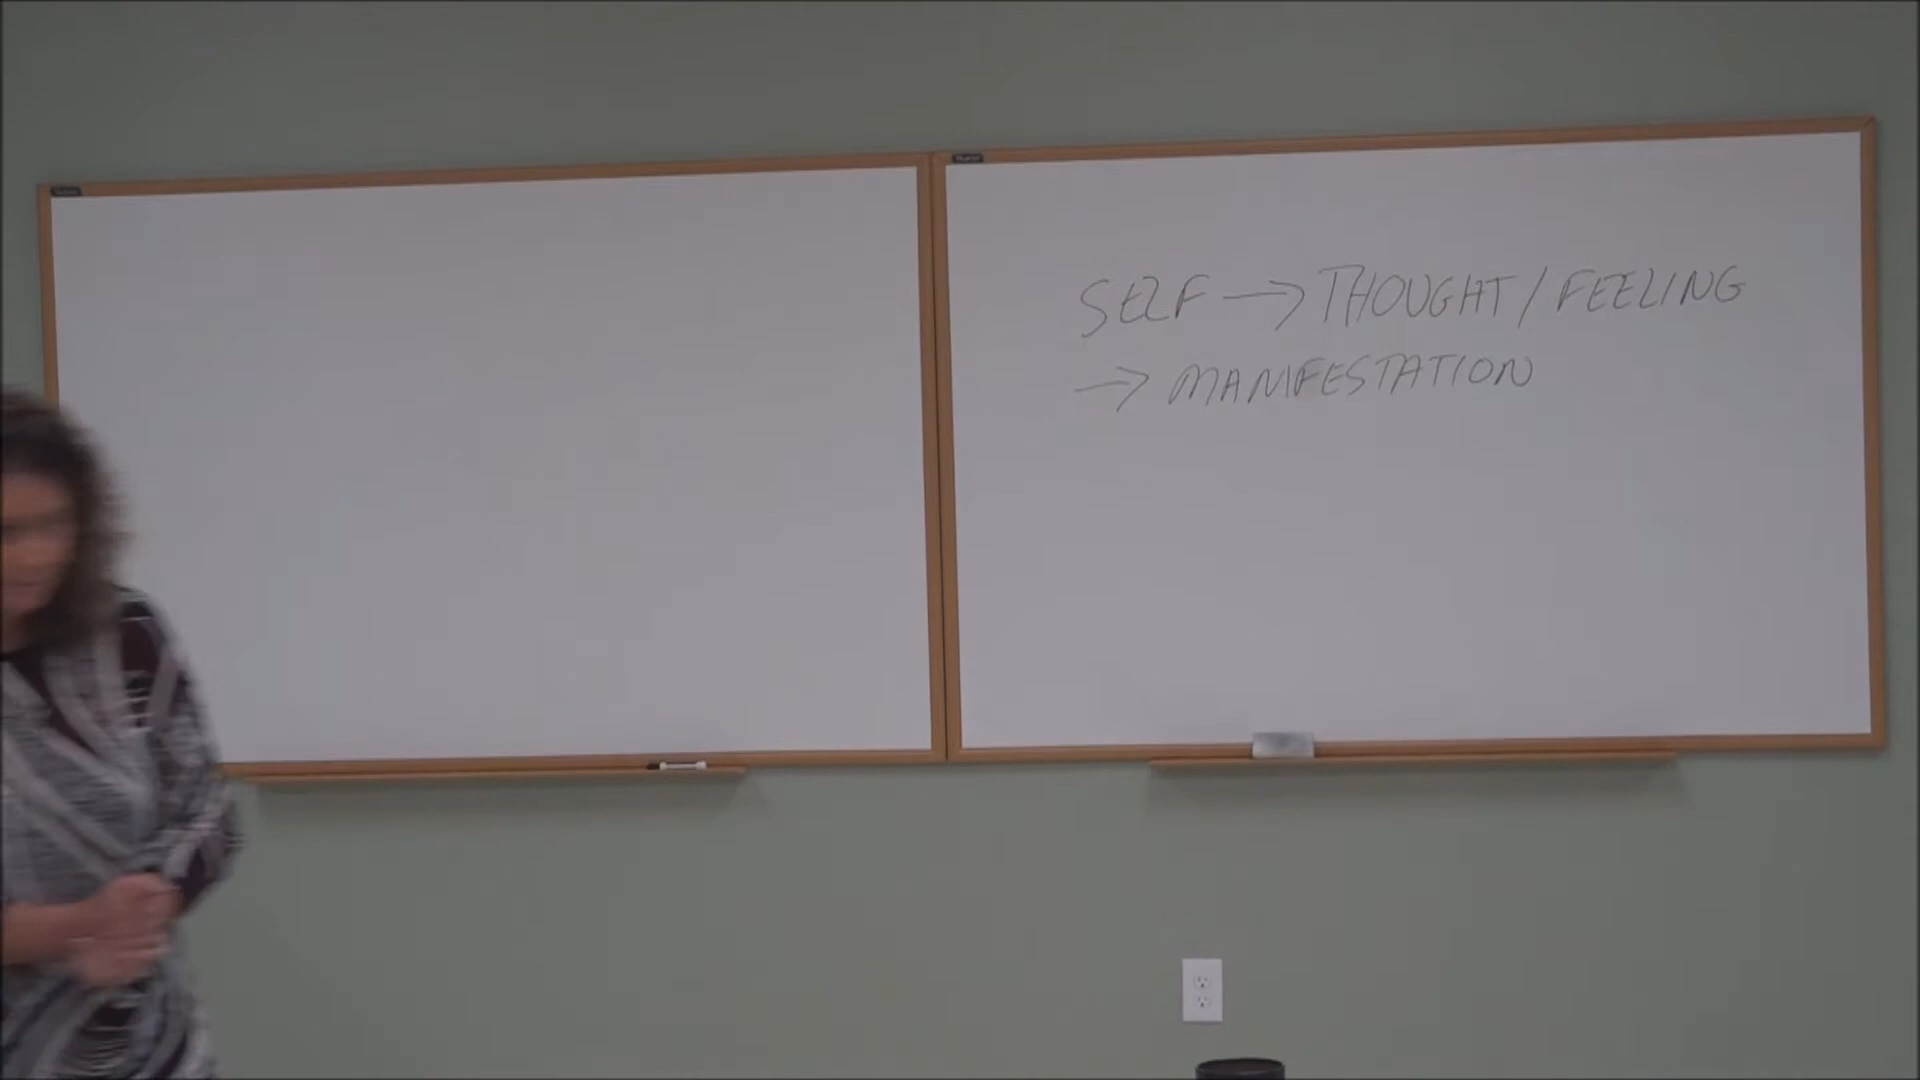 SELF → THOUGHT / FEELING
→ MANIFESTATION